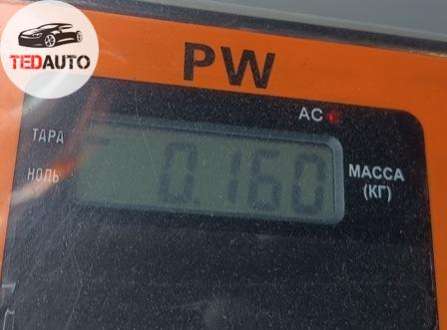 TEDAUTO
PW
AC
ТАРА
НОЛЬ
0.160
МАССА
(КГ)